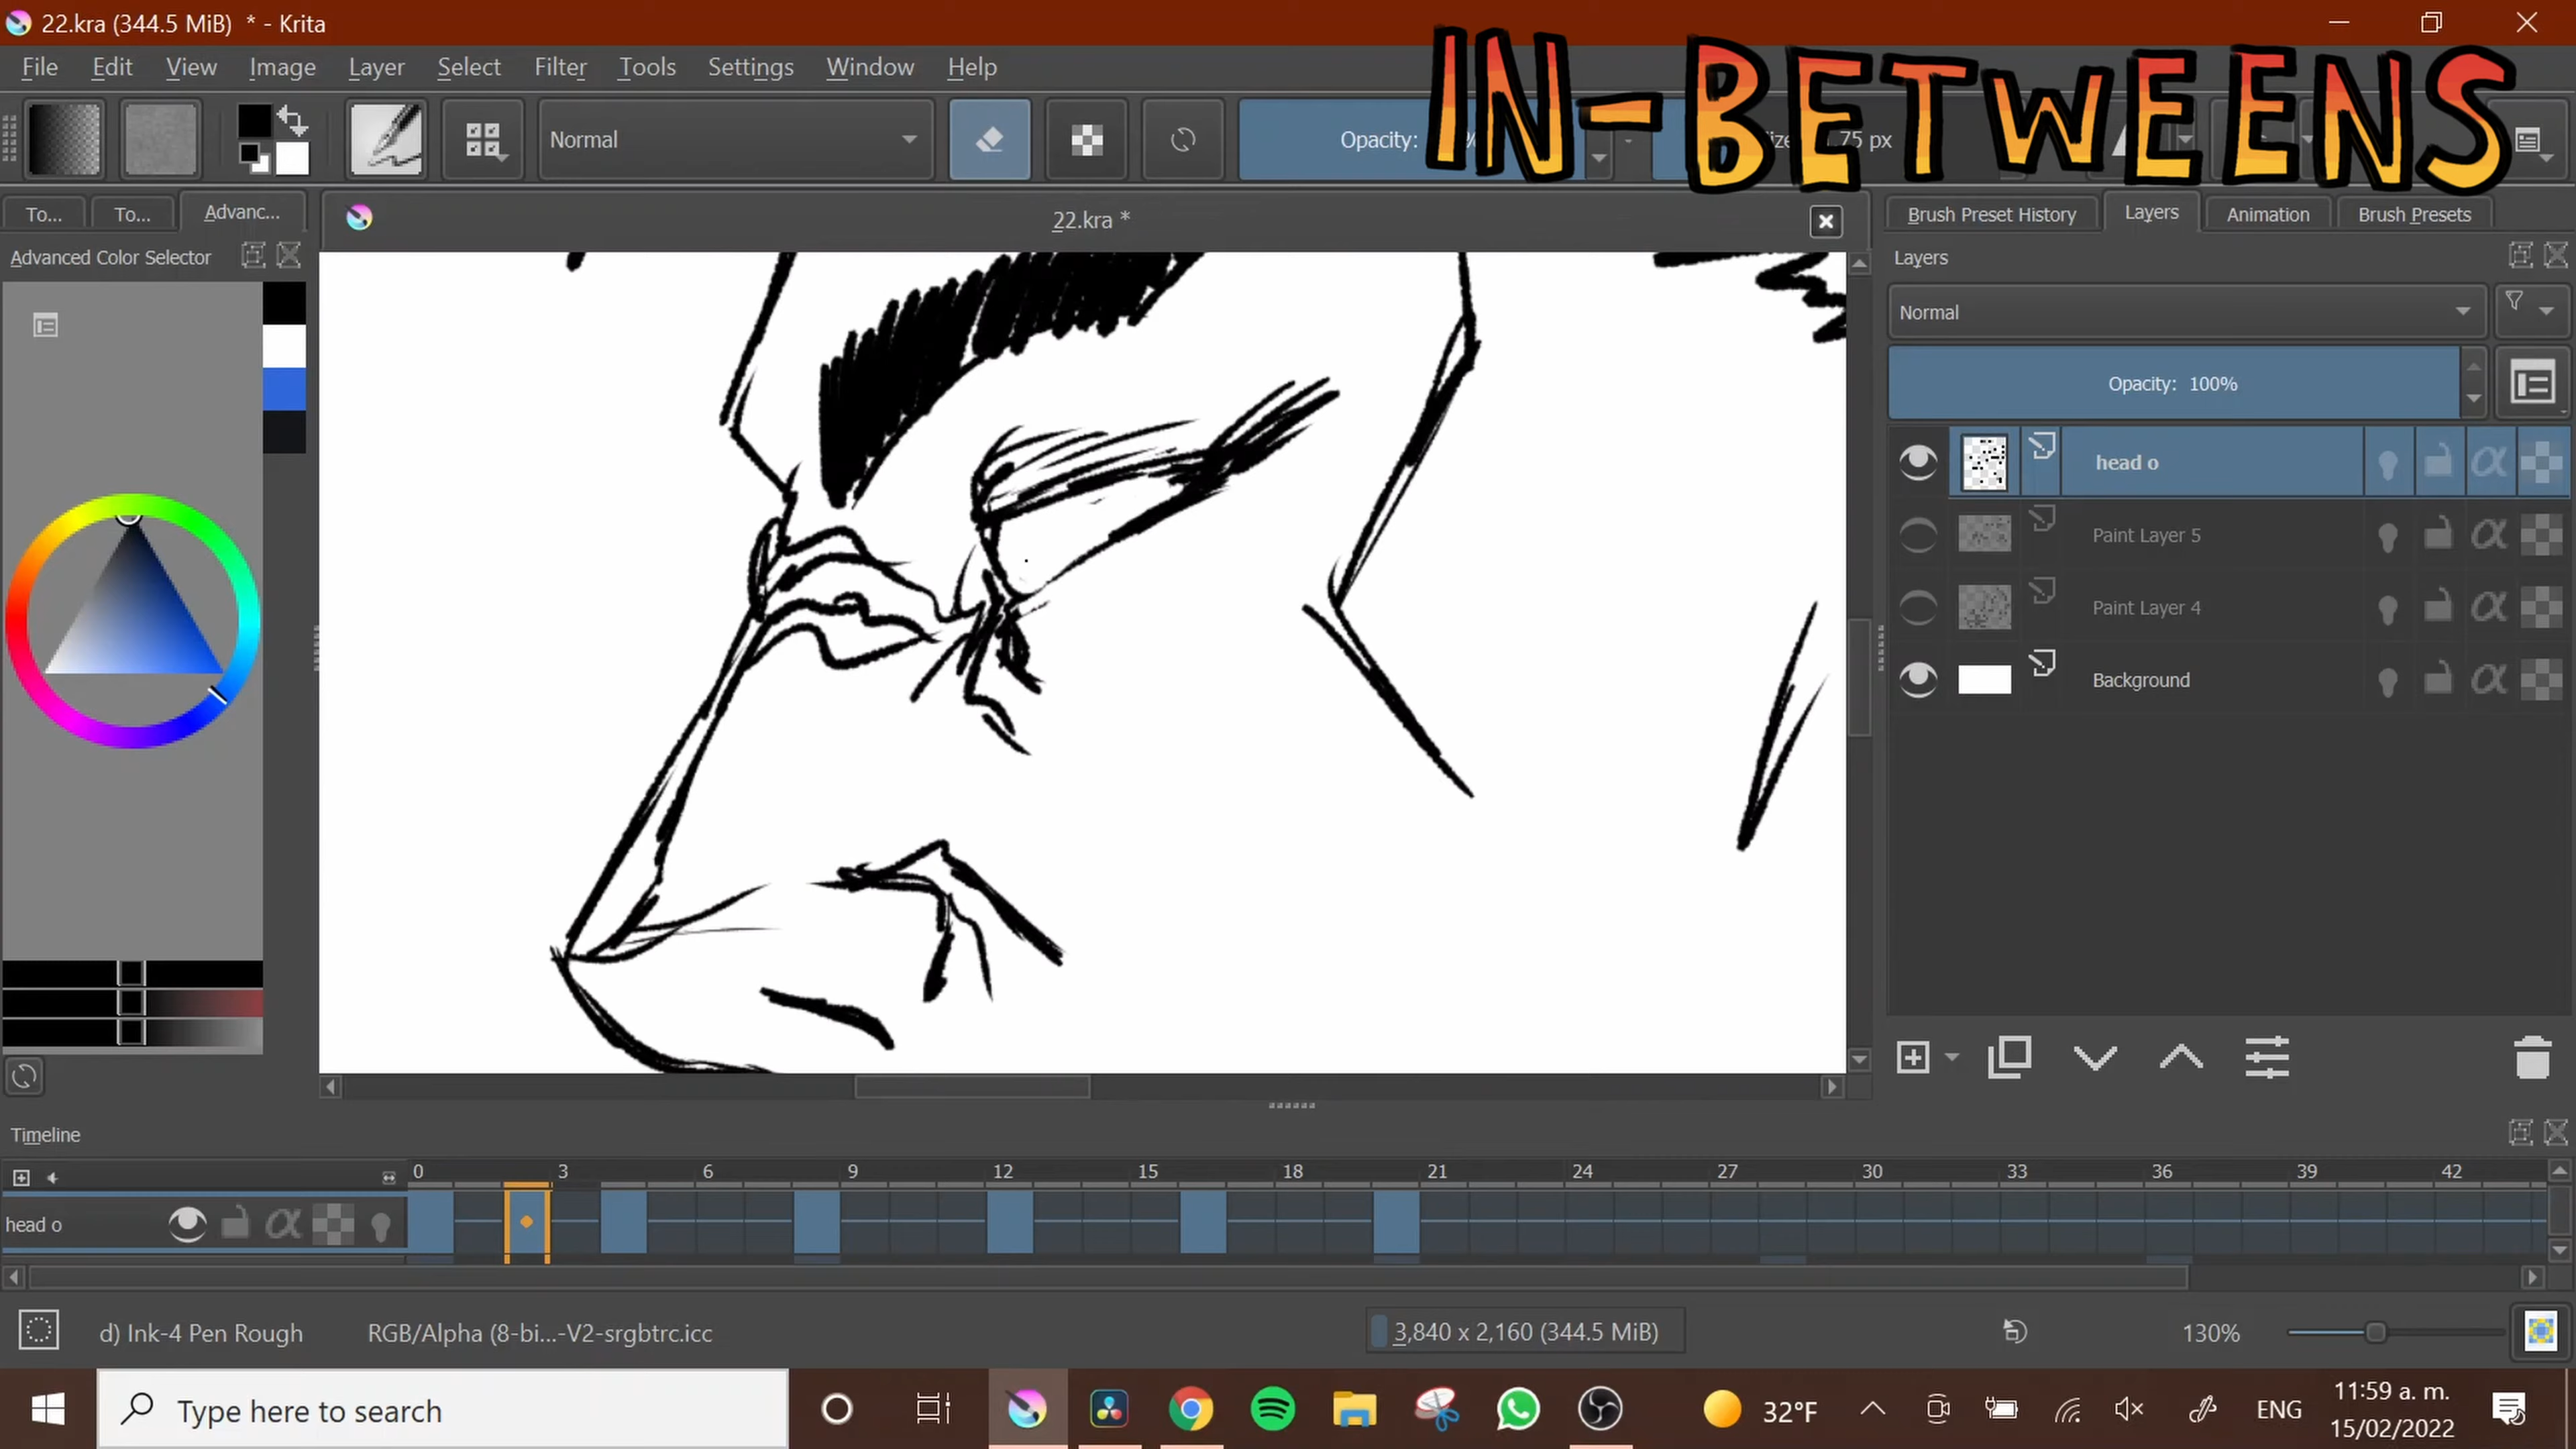 22.kra (344.5 MiB) * - Krita
IN-BETWEENS
File Edit View Image Layer Select Filter Tools Settings Window Help
Normal
Opacity:
75 px
To... To... Advanc...
22.kra *
Brush Preset History Layers Animation Brush Presets
Advanced Color Selector
Layers
Normal
Opacity: 100%
head o
Paint Layer 5
Paint Layer 4
Background
Timeline
0 3 6 9 12 15 18 21 24 27 30 33 36 39 42
head o
d) Ink-4 Pen Rough RGB/Alpha (8-bi...-V2-srgbtrc.icc 3,840 x 2,160 (344.5 MiB) 130%
Type here to search
32°F
ENG
11:59 a. m.
15/02/2022